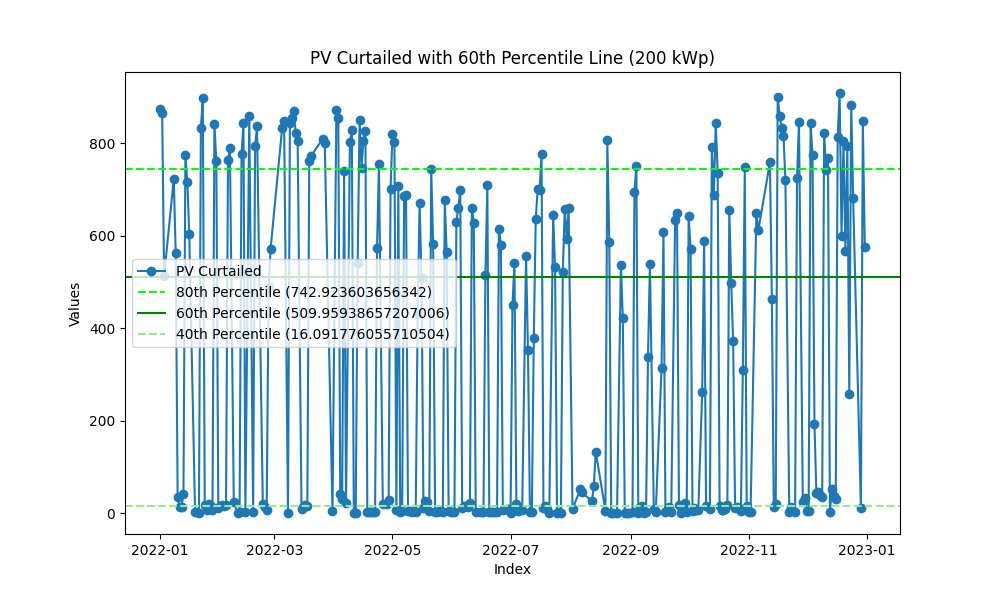 PV Curtailed with 60th Percentile Line (200 kWp)
Values
800
600
400
200
0
PV Curtailed
80th Percentile (742.923603656342)
60th Percentile (509.95938657207006)
40th Percentile (16.091776055710504)
2022-01 2022-03 2022-05 2022-07 2022-09 2022-11 2023-01
Index